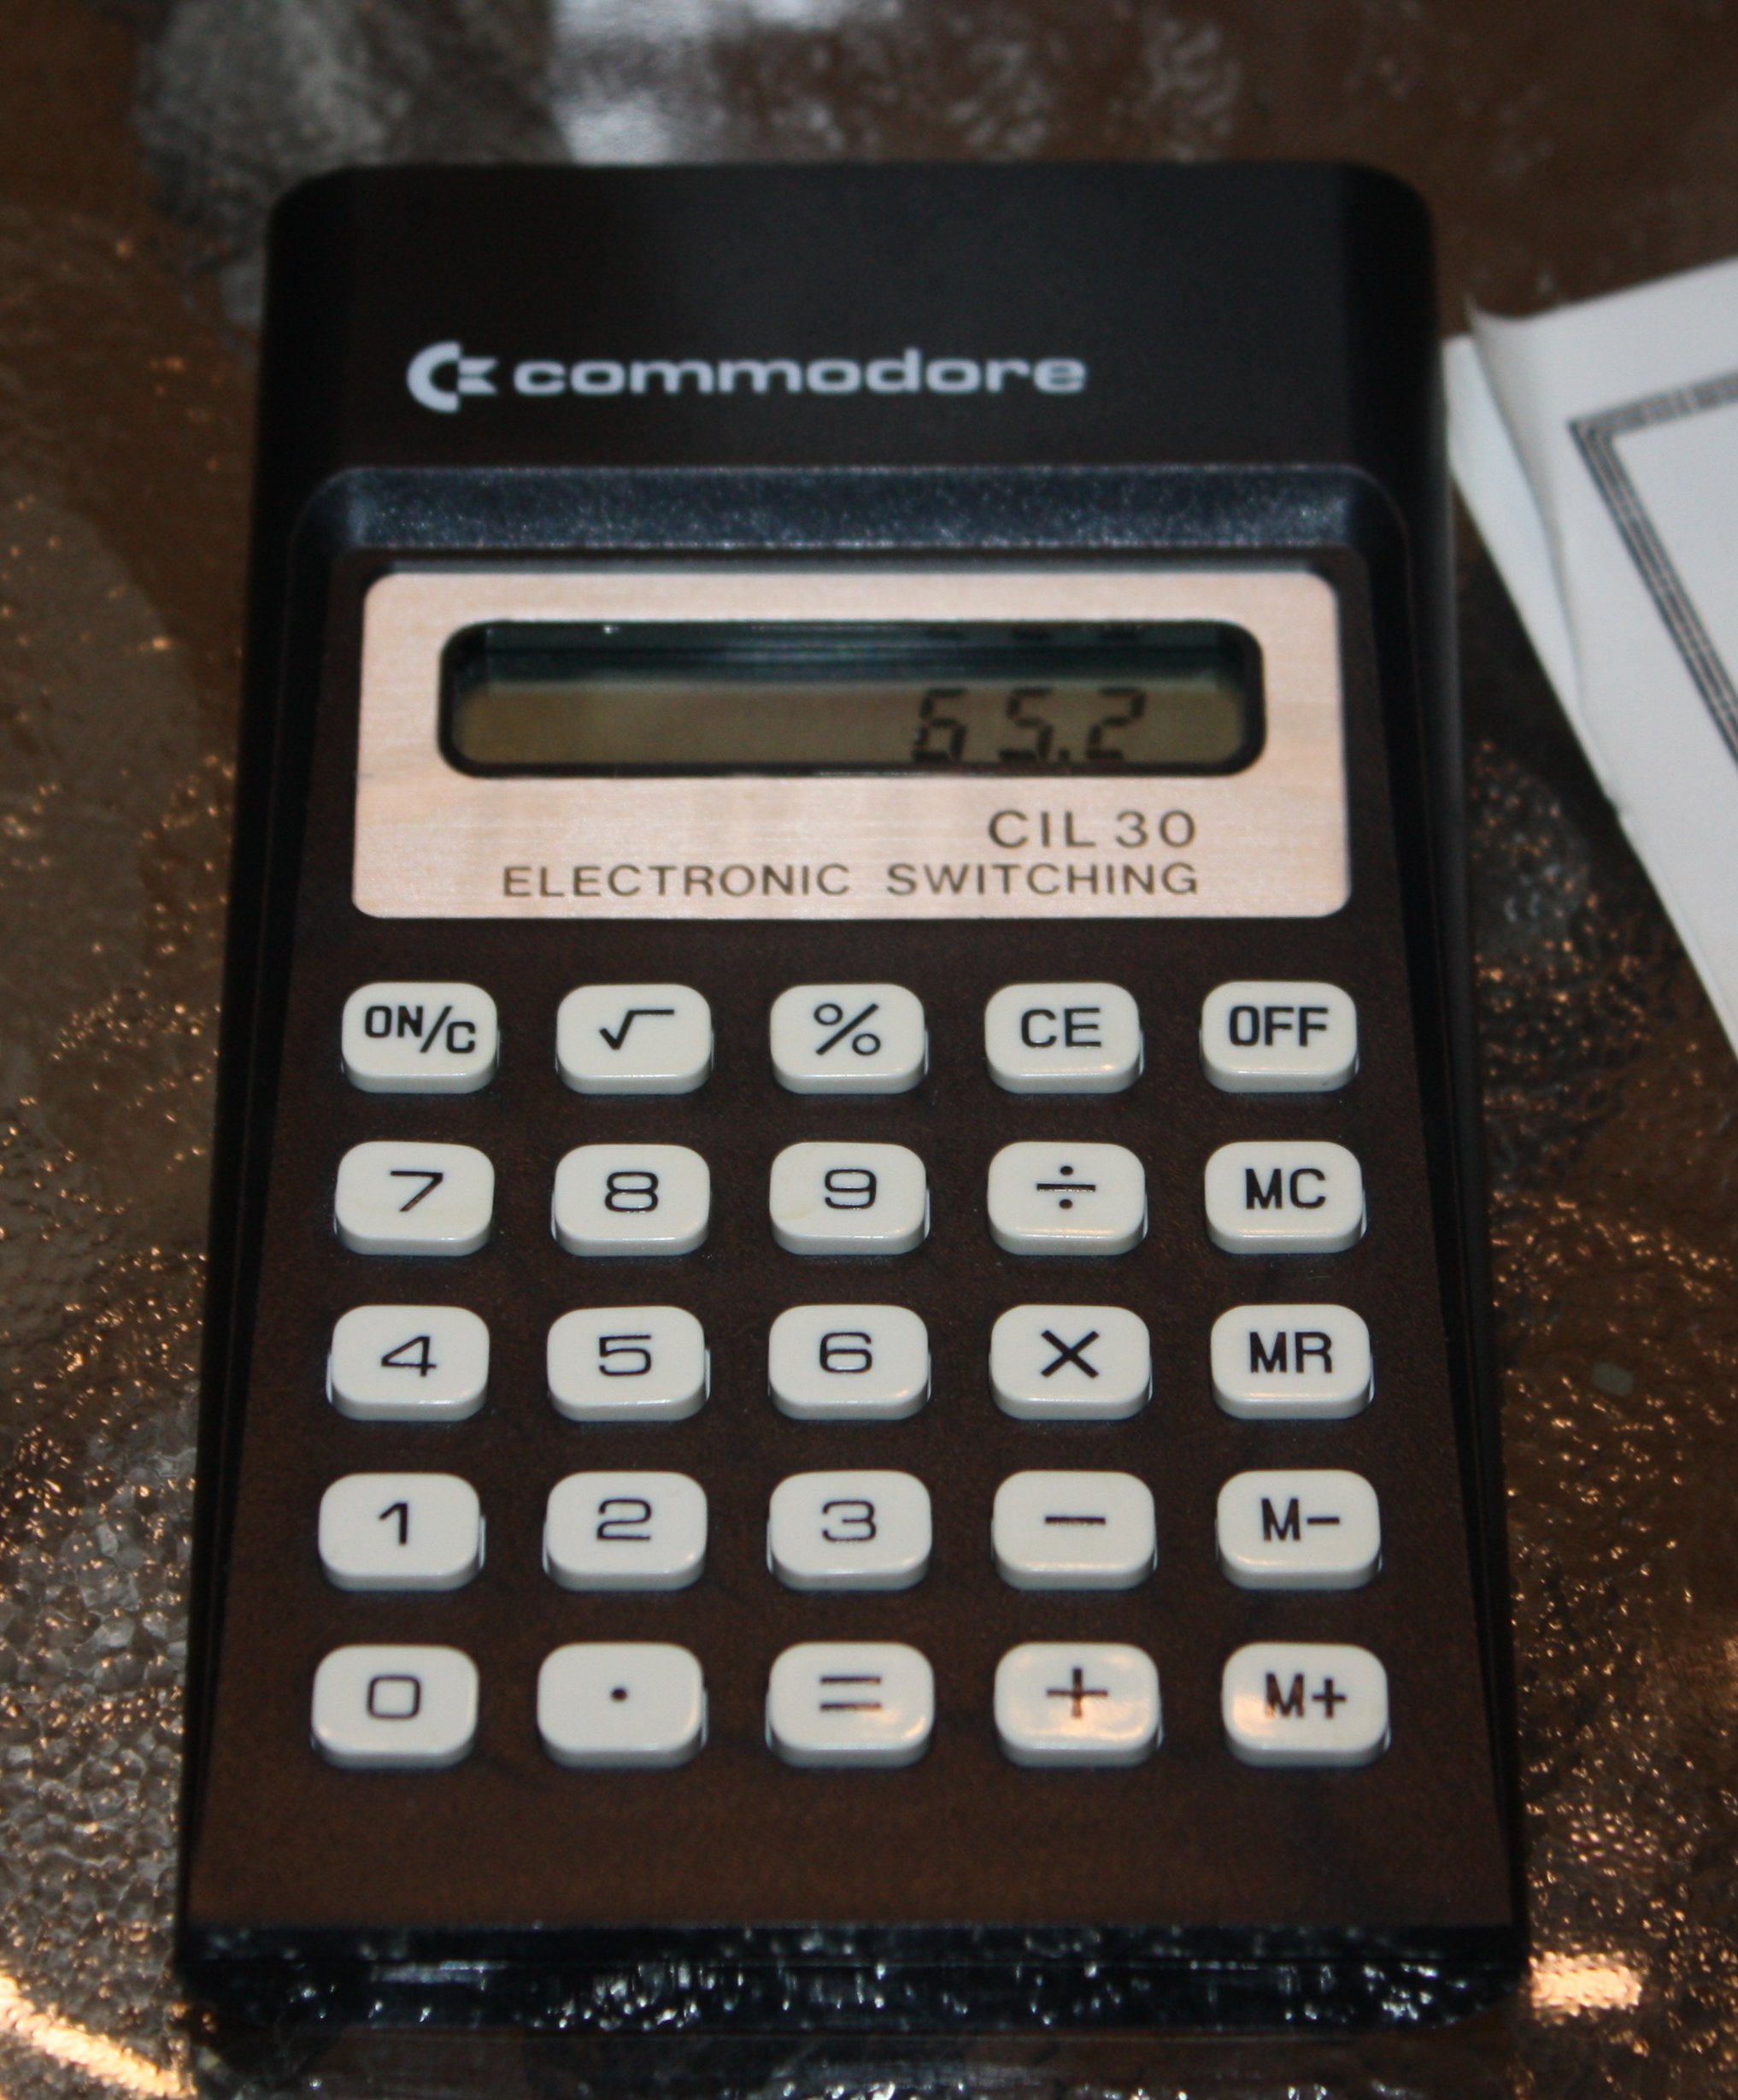 commodore
65.2
CIL 30
ELECTRONIC SWITCHING
ON/C √ % CE OFF
7 8 9 ÷ MC
4 5 6 × MR
1 2 3 − M−
0 . = + M+